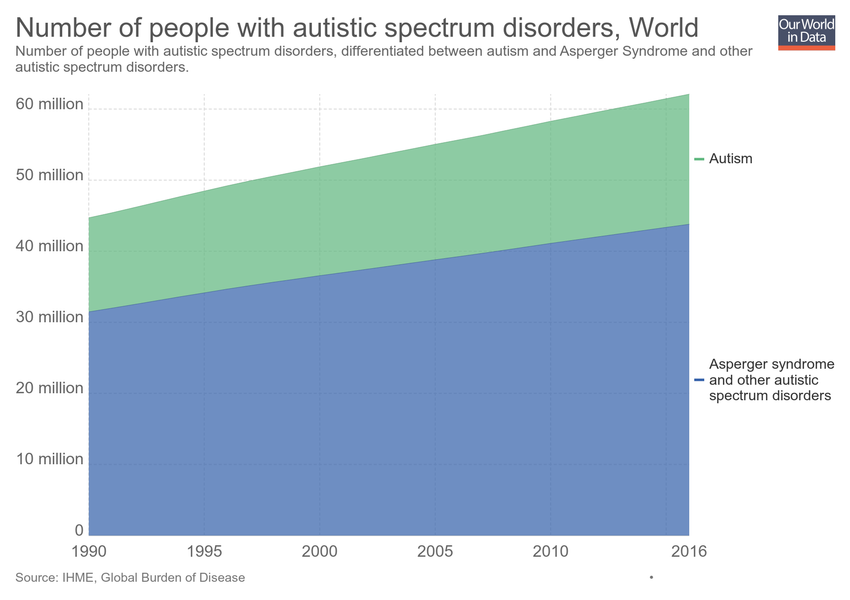 Number of people with autistic spectrum disorders, World
Our World
in Data
Number of people with autistic spectrum disorders, differentiated between autism and Asperger Syndrome and other
autistic spectrum disorders.
60 million
50 million
40 million
30 million
20 million
10 million
0
Autism
Asperger syndrome
and other autistic
spectrum disorders
1990
1995
2000
2005
2010
2016
Source: IHME, Global Burden of Disease